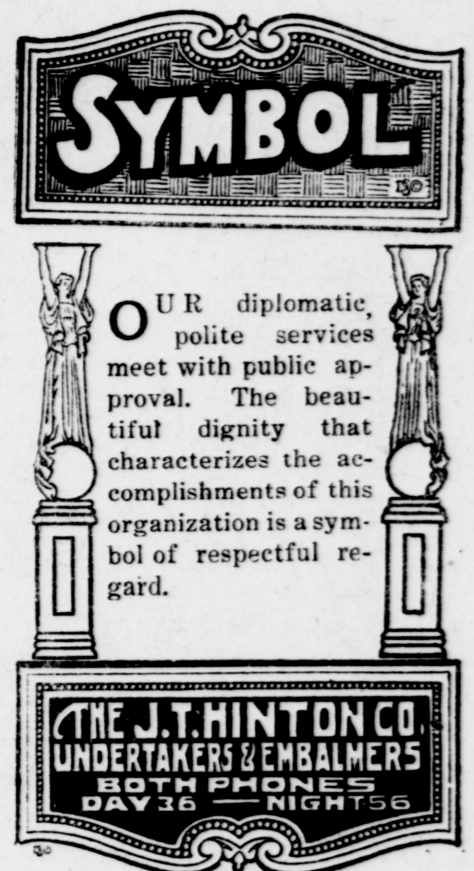 SYMBOL
OUR diplomatic,
polite services
meet with public ap-
proval. The beau-
tiful dignity that
characterizes the ac-
complishments of this
organization is a sym-
bol of respectful re-
gard.
THE J.T. HINTON CO.
UNDERTAKERS & EMBALMERS
BOTH PHONES
DAY 36 — NIGHT 56